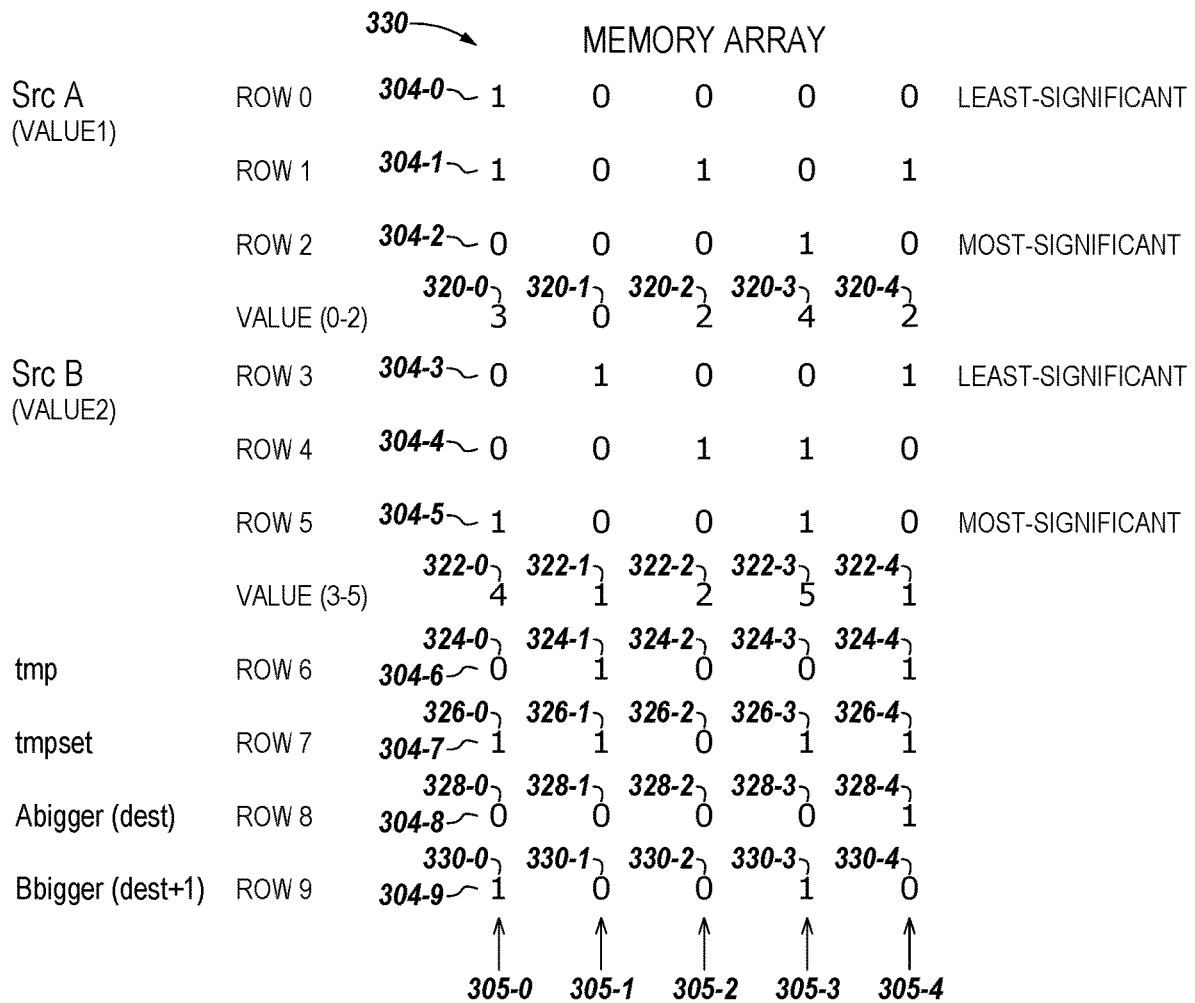 330 MEMORY ARRAY
Src A ROW 0 304-0 1 0 0 0 0 LEAST-SIGNIFICANT
(VALUE1)
ROW 1 304-1 1 0 1 0 1
ROW 2 304-2 0 0 0 1 0 MOST-SIGNIFICANT
320-0 320-1 320-2 320-3 320-4
VALUE (0-2) 3 0 2 4 2
Src B ROW 3 304-3 0 1 0 0 1 LEAST-SIGNIFICANT
(VALUE2)
ROW 4 304-4 0 0 1 1 0
ROW 5 304-5 1 0 0 1 0 MOST-SIGNIFICANT
322-0 322-1 322-2 322-3 322-4
VALUE (3-5) 4 1 2 5 1
324-0 324-1 324-2 324-3 324-4
tmp ROW 6 304-6 0 1 0 0 1
326-0 326-1 326-2 326-3 326-4
tmpset ROW 7 304-7 1 1 0 1 1
328-0 328-1 328-2 328-3 328-4
Abigger (dest) ROW 8 304-8 0 0 0 0 1
330-0 330-1 330-2 330-3 330-4
Bbigger (dest+1) ROW 9 304-9 1 0 0 1 0
305-0 305-1 305-2 305-3 305-4